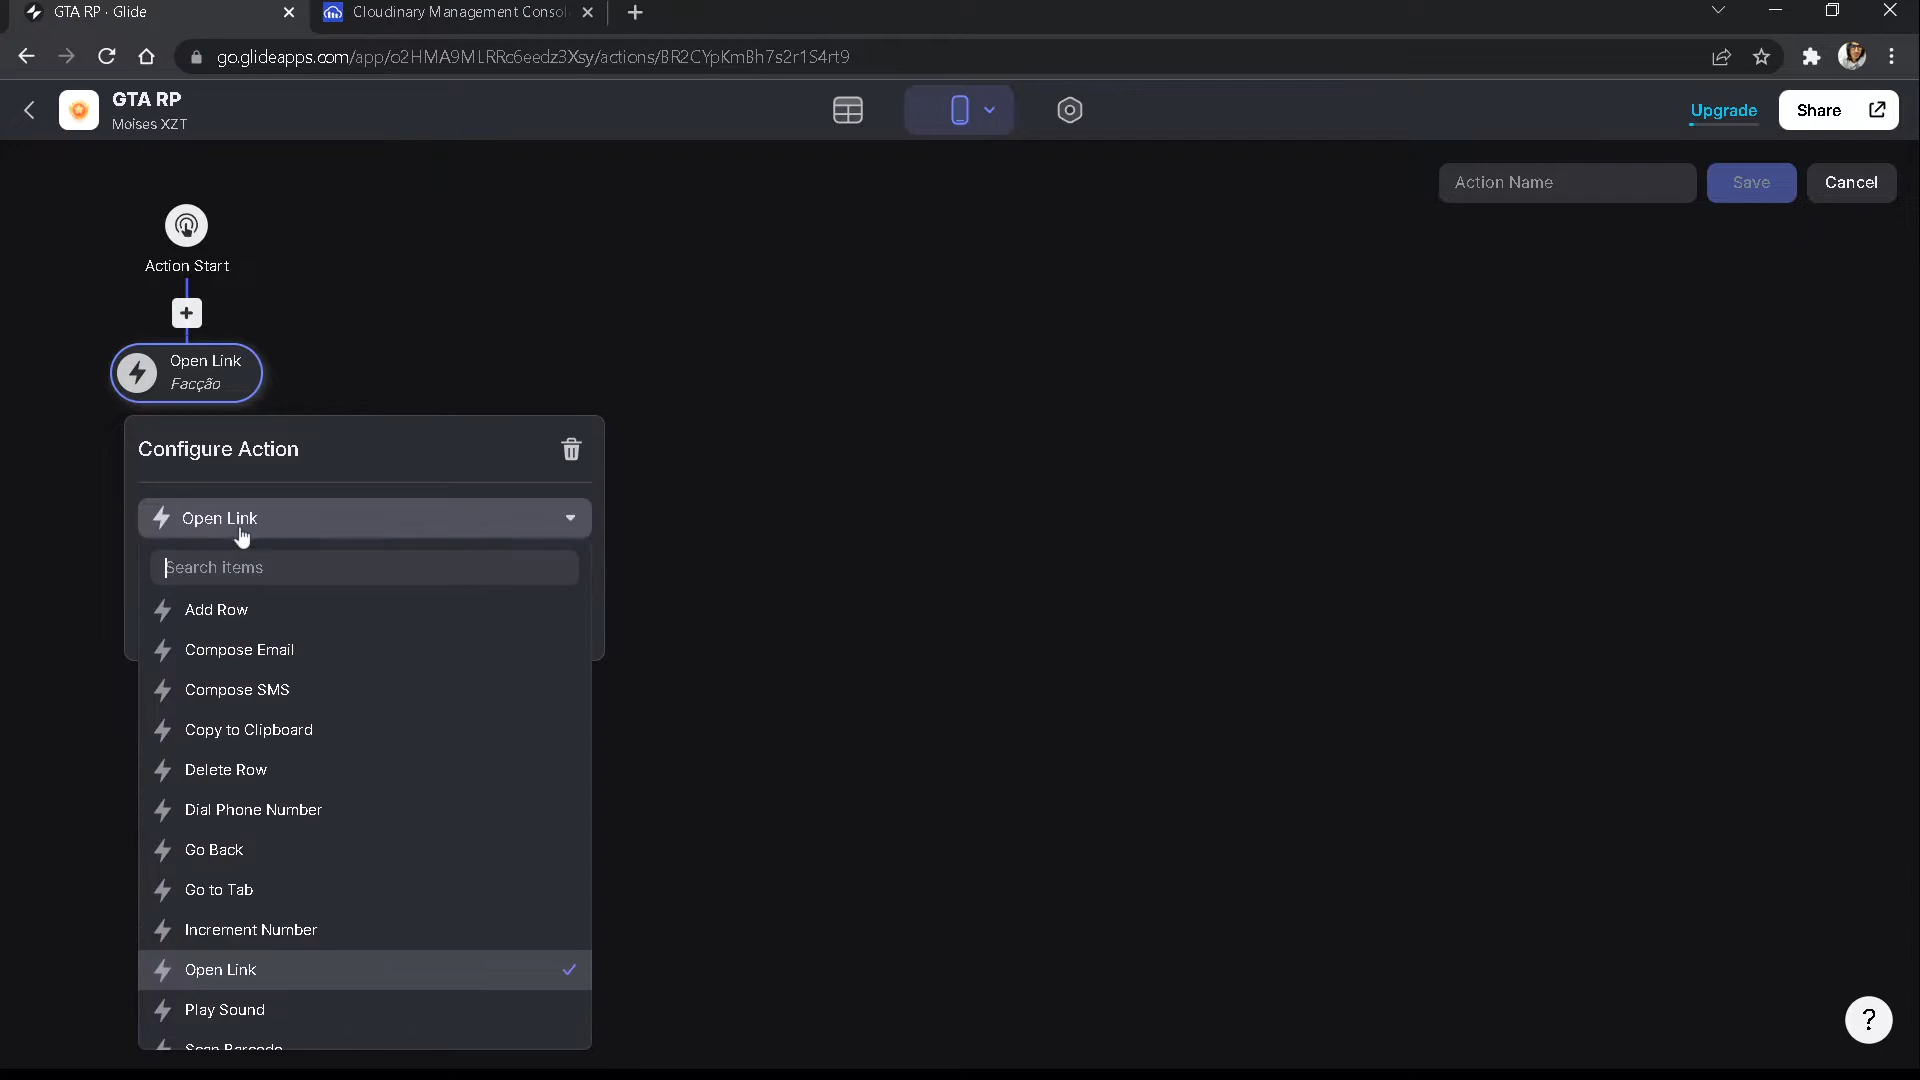 GTA RP · Glide
Cloudinary Management Consol
go.glideapps.com/app/o2HMA9MLRRc6eedz3Xsy/actions/BR2CYpKmBh7s2r1S4rt9
GTA RP
Moises XZT
Upgrade
Share
Action Name
Save
Cancel
Action Start
Open Link
Facção
Configure Action
Open Link
Search items
Add Row
Compose Email
Compose SMS
Copy to Clipboard
Delete Row
Dial Phone Number
Go Back
Go to Tab
Increment Number
Open Link
Play Sound
Scan Barcode
?